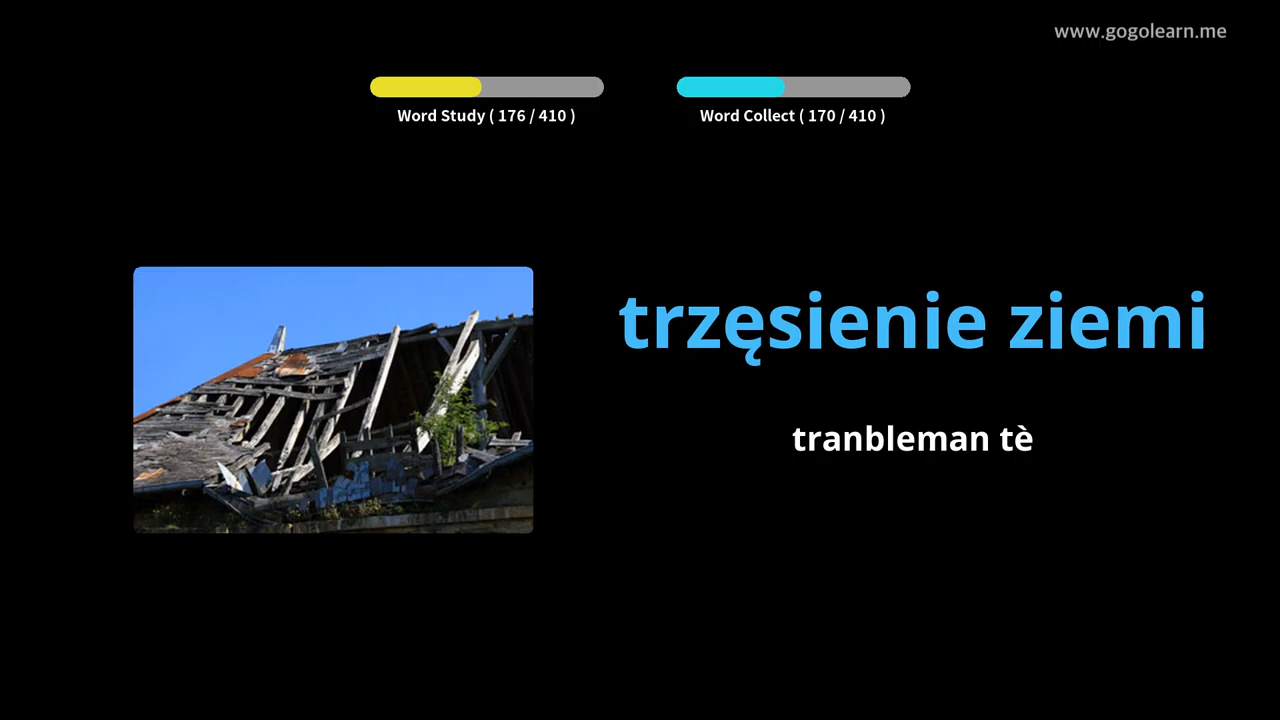 www.gogolearn.me
Word Study ( 176 / 410 )
Word Collect ( 170 / 410 )
trzęsienie ziemi
tranbleman tè